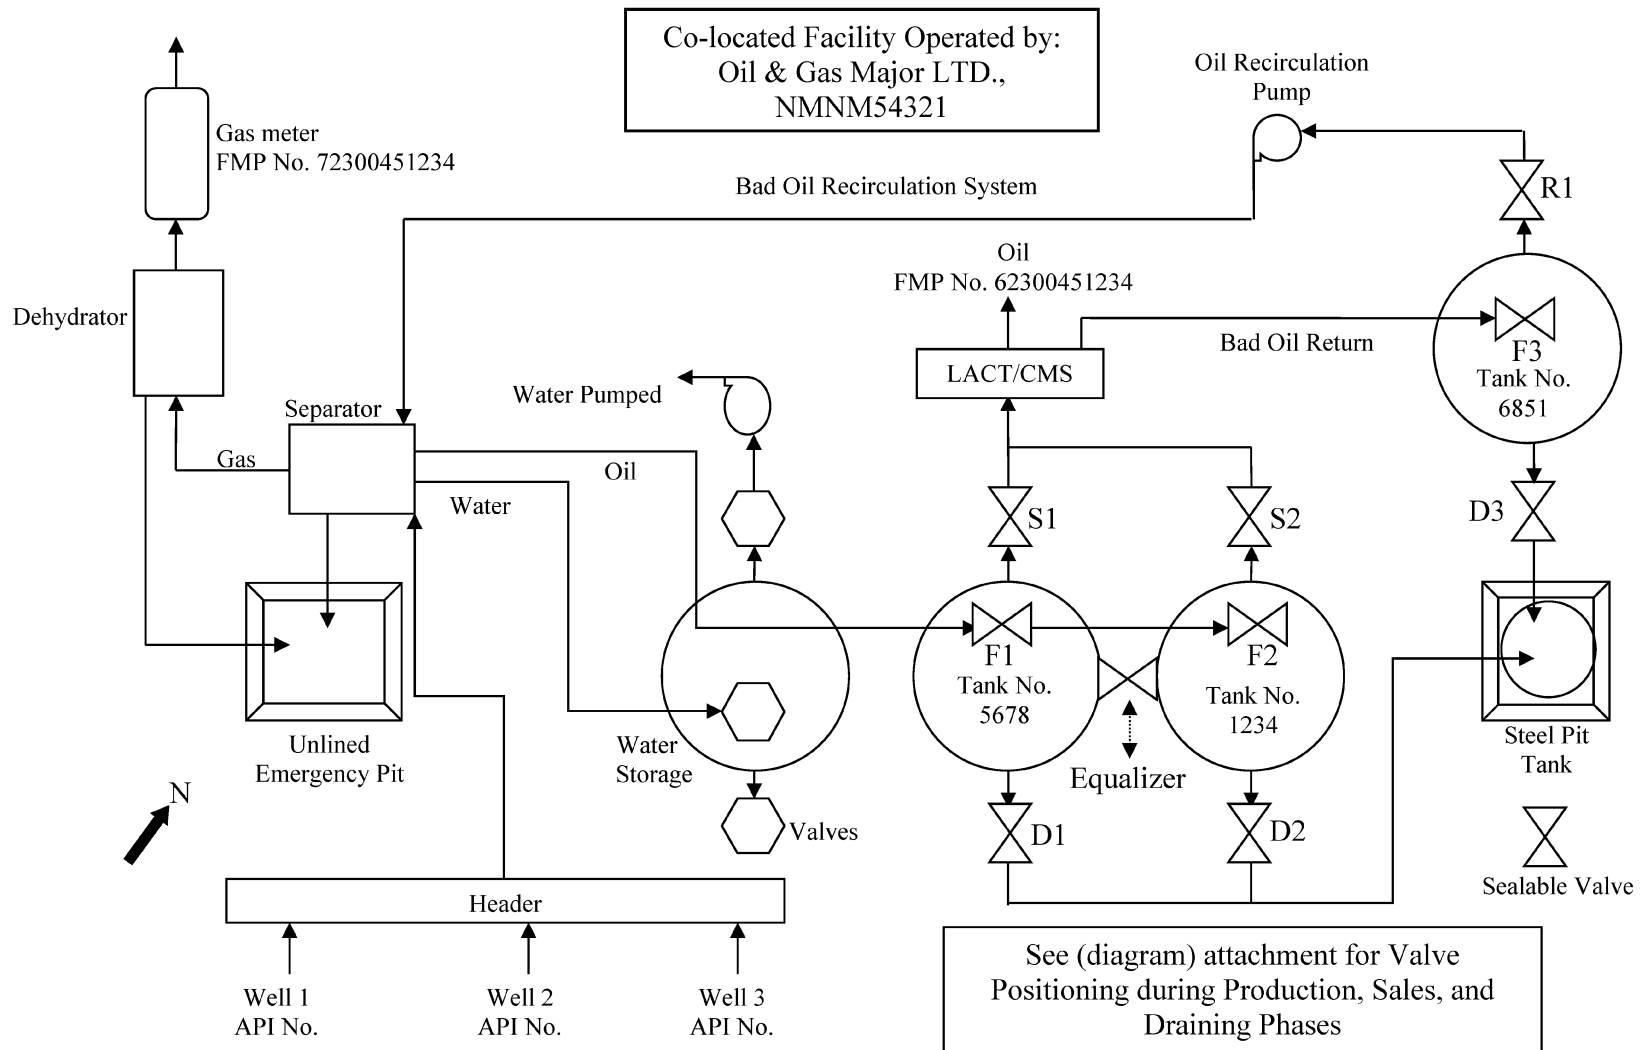 Co-located Facility Operated by:
Oil & Gas Major LTD.,
NMNM54321
Oil Recirculation
Pump
Gas meter
FMP No. 72300451234
Bad Oil Recirculation System
R1
Oil
FMP No. 62300451234
Dehydrator
Bad Oil Return
F3
Tank No.
6851
LACT/CMS
Water Pumped
Separator
Gas
Oil
Water
S1
S2
D3
F1
Tank No.
5678
F2
Tank No.
1234
Unlined
Emergency Pit
Water
Storage
Equalizer
Steel Pit
Tank
N
Valves
D1
D2
Sealable Valve
Header
See (diagram) attachment for Valve
Positioning during Production, Sales, and
Draining Phases
Well 1
API No.
Well 2
API No.
Well 3
API No.